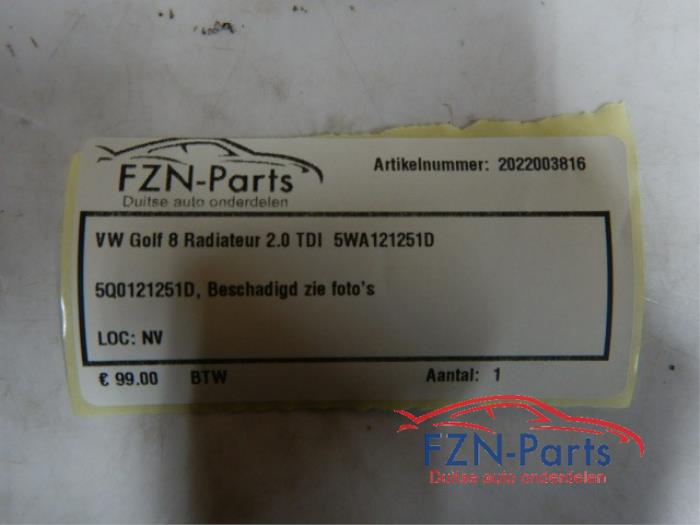 FZN-Parts
Duitse auto onderdelen
Artikelnummer: 2022003816
VW Golf 8 Radiateur 2.0 TDI 5WA121251D
5Q0121251D, Beschadigd zie foto's
LOC: NV
€ 99.00 BTW Aantal: 1
FZN-Parts
Duitse auto onderdelen